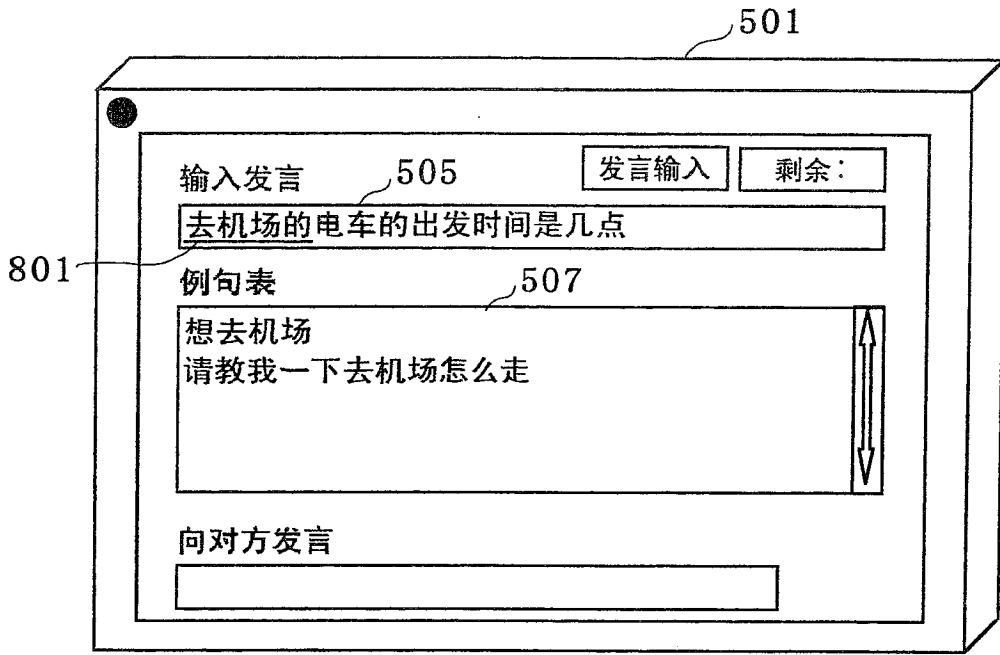 501
发言输入
剩余：
输入发言
505
去机场的电车的出发时间是几点
801
例句表
507
想去机场
请教我一下去机场怎么走
向对方发言